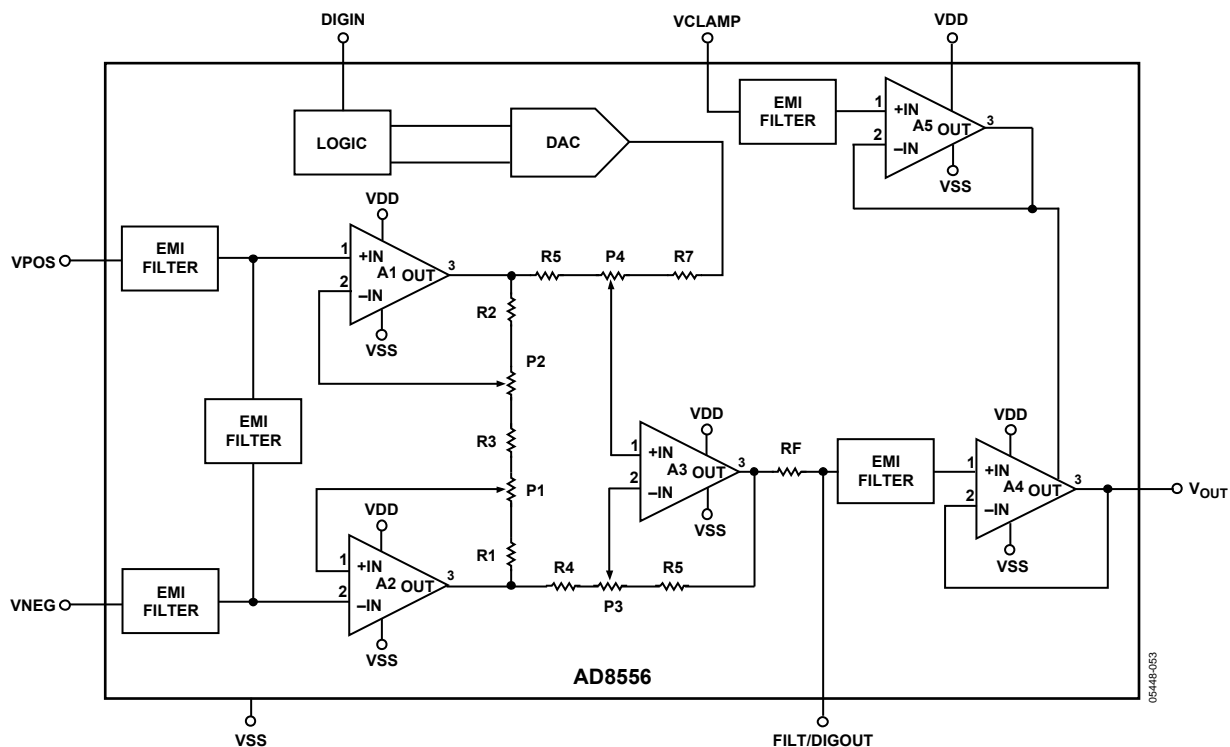 DIGIN
VCLAMP
VDD
LOGIC
DAC
EMI
FILTER
1
+IN
2
–IN
A5
OUT
3
VSS
VPOS
EMI
FILTER
VDD
1
+IN
2
–IN
A1
OUT
3
VSS
R5
P4
R7
R2
P2
EMI
FILTER
R3
P1
R1
VDD
1
+IN
2
–IN
A3
OUT
3
VSS
RF
EMI
FILTER
VDD
1
+IN
2
–IN
A4
OUT
3
VSS
VOUT
VNEG
EMI
FILTER
VDD
1
+IN
2
–IN
A2
OUT
3
VSS
R4
P3
R5
AD8556
05448-053
VSS
FILT/DIGOUT